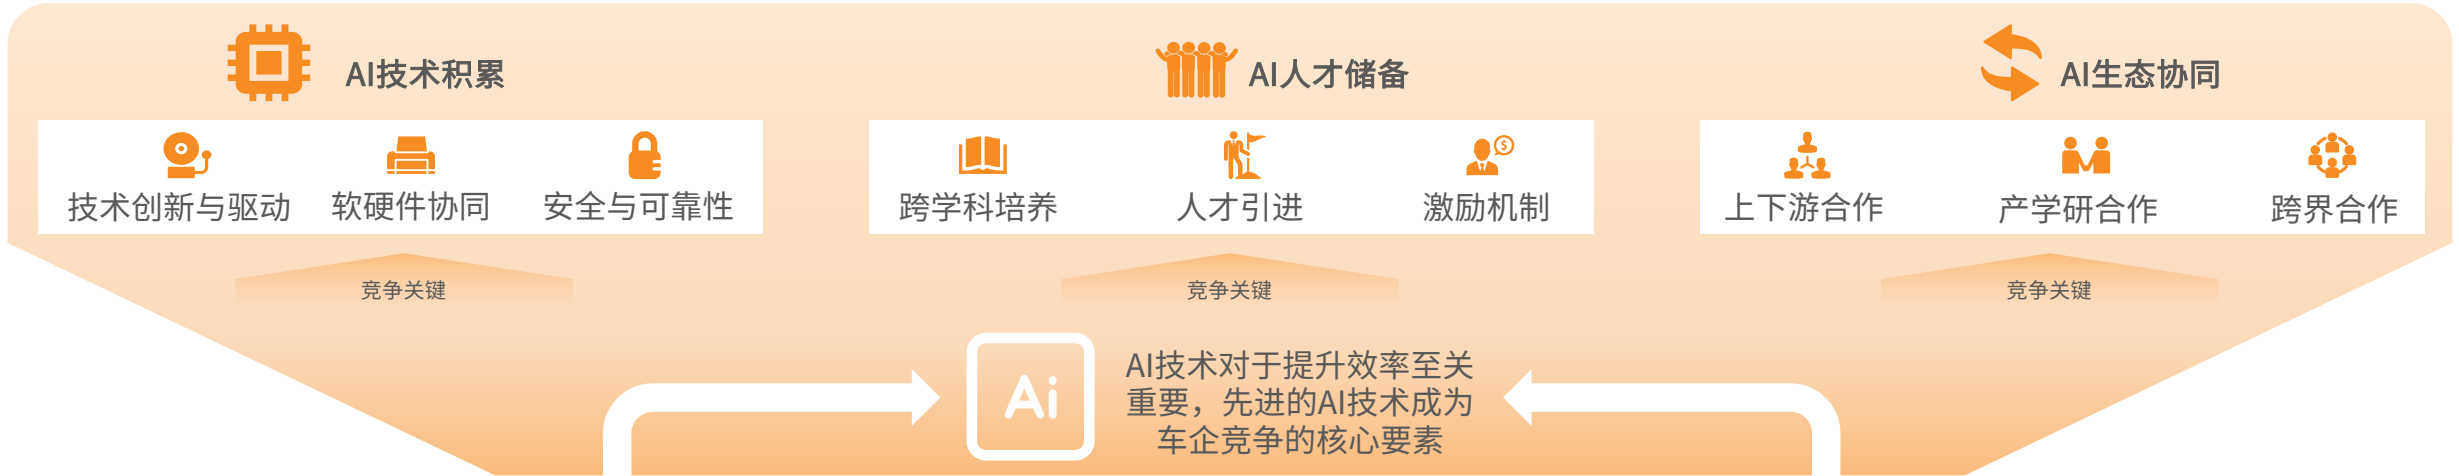 AI技术积累
AI人才储备
AI生态协同
技术创新与驱动
软硬件协同
安全与可靠性
跨学科培养
人才引进
激励机制
上下游合作
产学研合作
跨界合作
竞争关键
竞争关键
竞争关键
Ai
AI技术对于提升效率至关
重要，先进的AI技术成为
车企竞争的核心要素